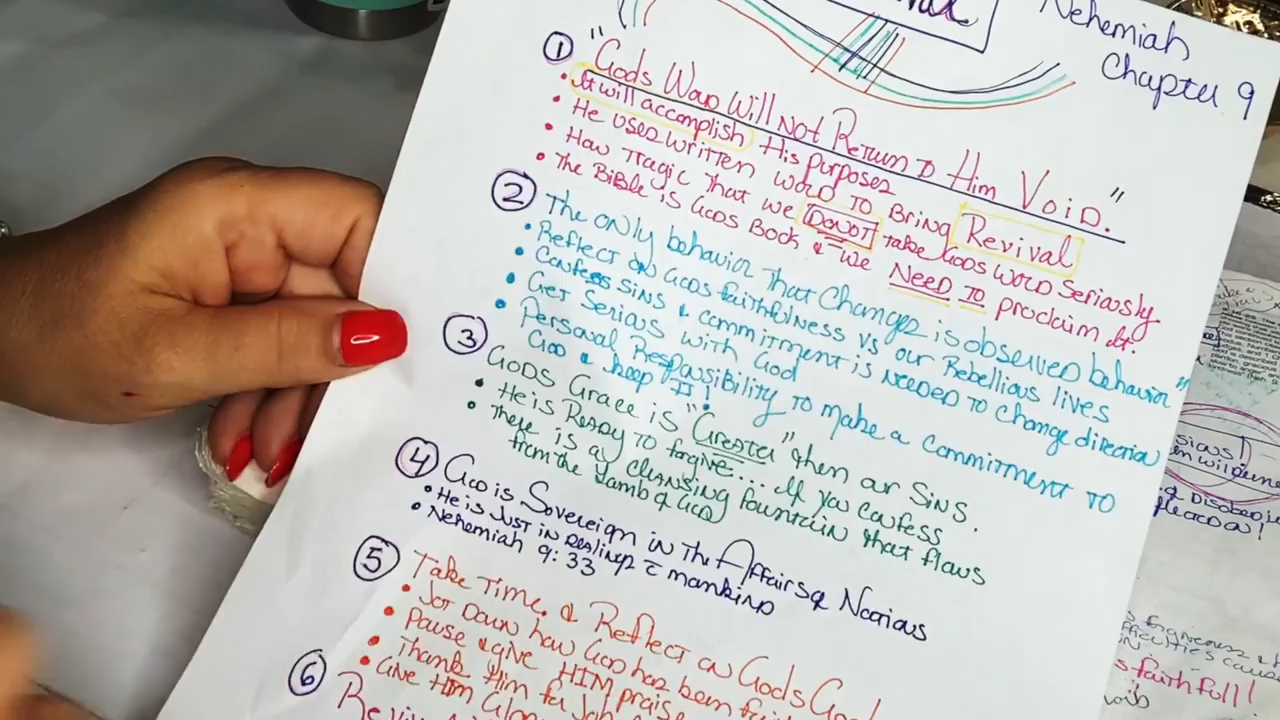 Nehemiah
Chapter 9
① "Gods Word Will Not Return to Him Void."
• It will accomplish His purposes
• He uses written word to Bring Revival
• How Tragic That we DO NOT take Gods Word Seriously
• The Bible is Gods Book & we Need to proclaim it.
② The only behavior That Changes is observed behavior"
• Reflect on Gods faithfulness vs our Rebellious lives
• Confess sins & commitment is needed to change direction
• Get Serious with God
• Personal Responsibility to make a commitment to
God & keep It!
③ Gods Grace is "Greater" then our Sins.
• He is Ready to forgive... If you confess
• There is a cleansing fountain that flows
from the Lamb of God
④ God is Sovereign in The Affairs of Nations
• He is Just in dealings c mankind
• Nehemiah 9:33
⑤ Take Time & Reflect on Gods
• Jot Down how God has been
• Pause & give HIM praise
• Thank Him for
• Give Him
⑥